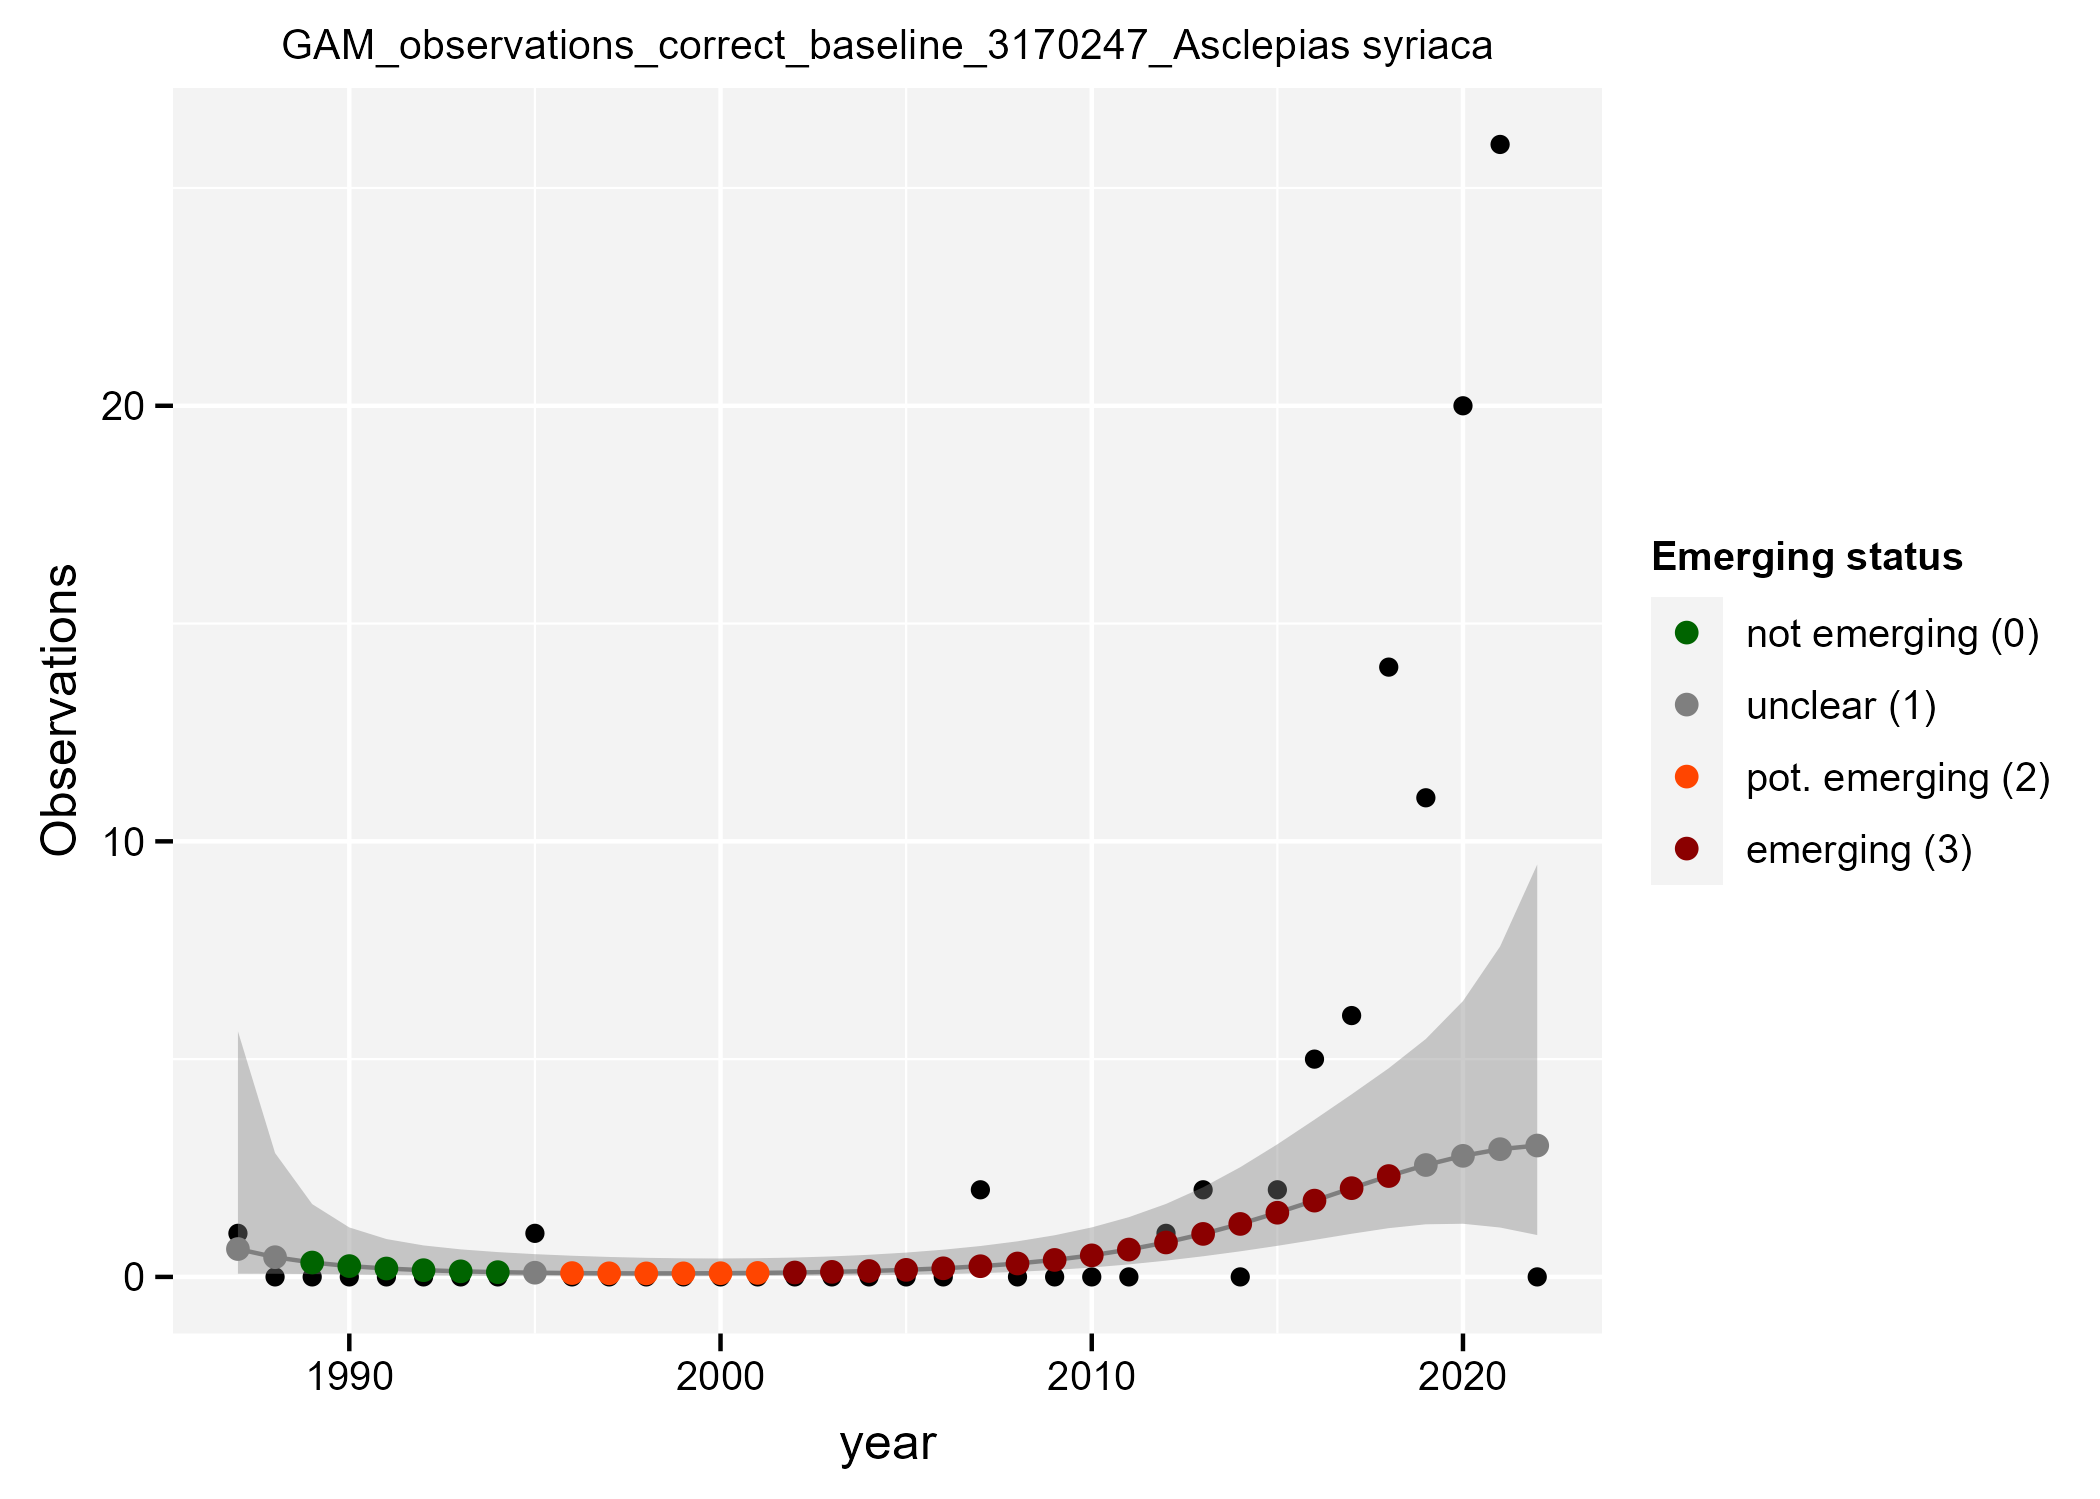 GAM_observations_correct_baseline_3170247_Asclepias syriaca
Observations
20
10
0
1990 2000 2010 2020
year
Emerging status
not emerging (0)
unclear (1)
pot. emerging (2)
emerging (3)